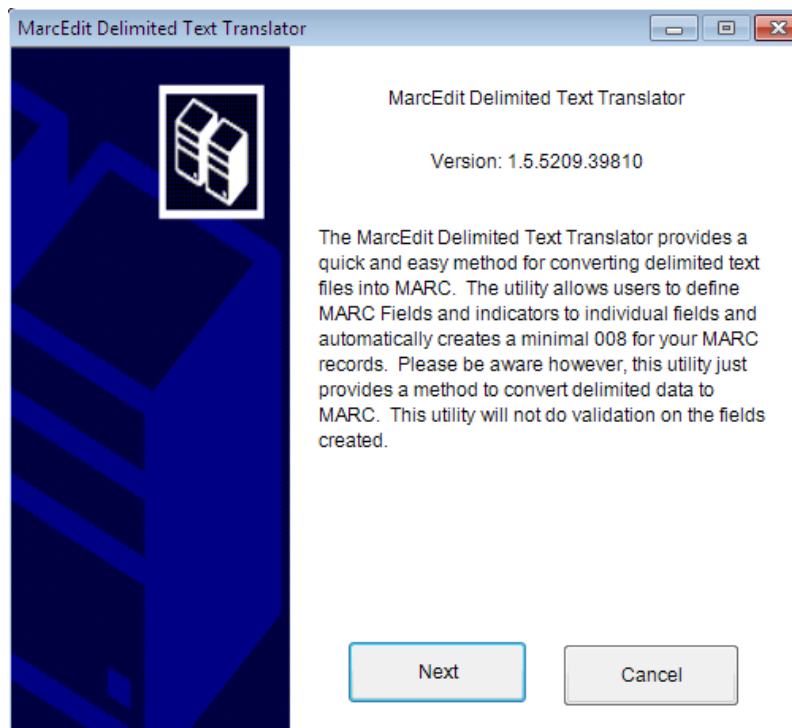 MarcEdit Delimited Text Translator
MarcEdit Delimited Text Translator
Version: 1.5.5209.39810
The MarcEdit Delimited Text Translator provides a
quick and easy method for converting delimited text
files into MARC.  The utility allows users to define
MARC Fields and indicators to individual fields and
automatically creates a minimal 008 for your MARC
records.  Please be aware however, this utility just
provides a method to convert delimited data to
MARC.  This utility will not do validation on the fields
created.
Next
Cancel